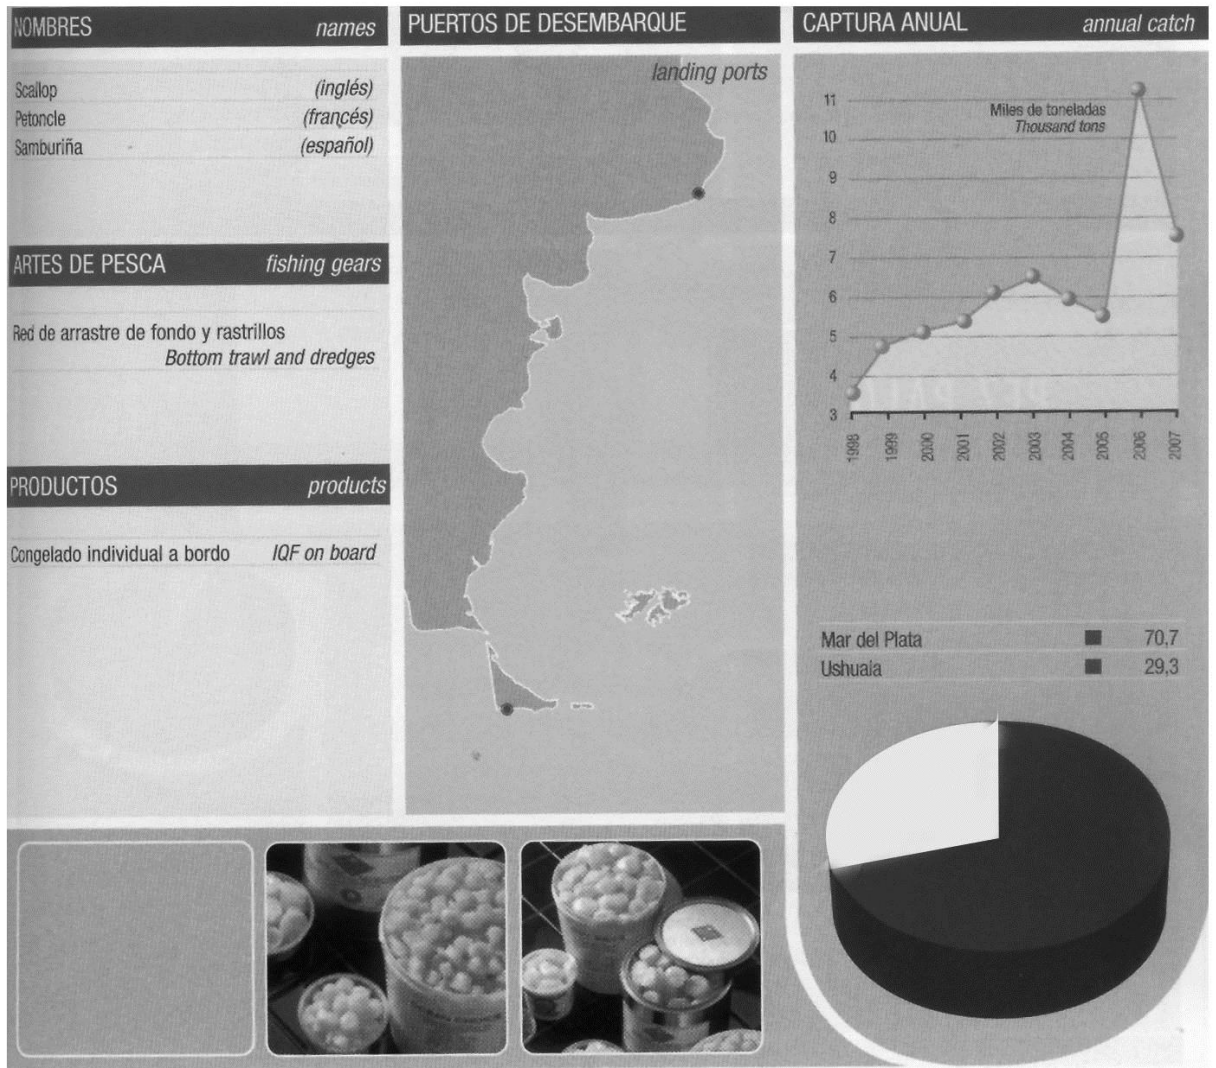 NOMBRES names
Scallop (inglés)
Petoncle (francés)
Samburiña (español)
ARTES DE PESCA fishing gears
Red de arrastre de fondo y rastrillos
Bottom trawl and dredges
PRODUCTOS products
Congelado individual a bordo IQF on board
PUERTOS DE DESEMBARQUE
landing ports
CAPTURA ANUAL annual catch
Miles de toneladas
Thousand tons
11
10
9
8
7
6
5
4
3
1998 1999 2000 2001 2002 2003 2004 2005 2006 2007
Mar del Plata 70,7
Ushuaia 29,3